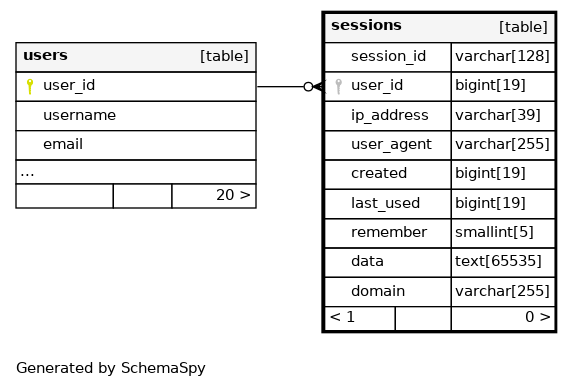 users [table]
user_id
username
email
...
20 >
sessions [table]
session_id varchar[128]
user_id bigint[19]
ip_address varchar[39]
user_agent varchar[255]
created bigint[19]
last_used bigint[19]
remember smallint[5]
data text[65535]
domain varchar[255]
< 1 0 >
Generated by SchemaSpy